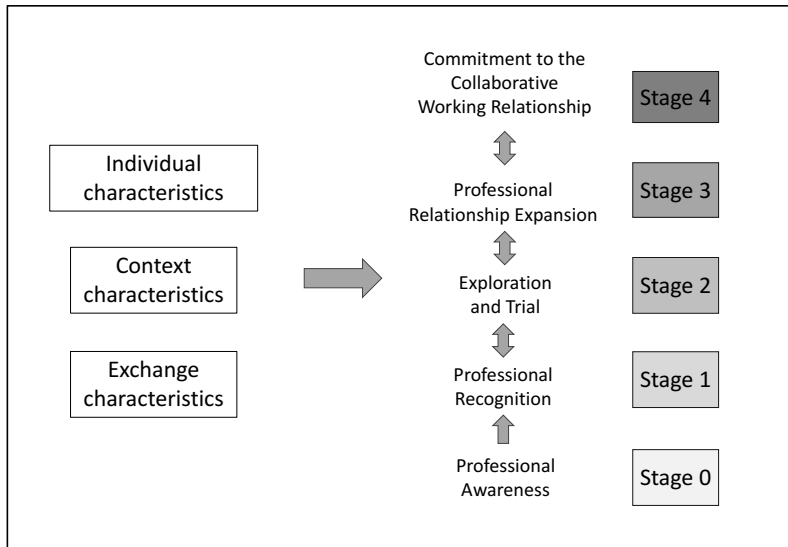 Individual
characteristics
Context
characteristics
Exchange
characteristics
Commitment to the
Collaborative
Working Relationship
Stage 4
Professional
Relationship Expansion
Stage 3
Exploration
and Trial
Stage 2
Professional
Recognition
Stage 1
Professional
Awareness
Stage 0